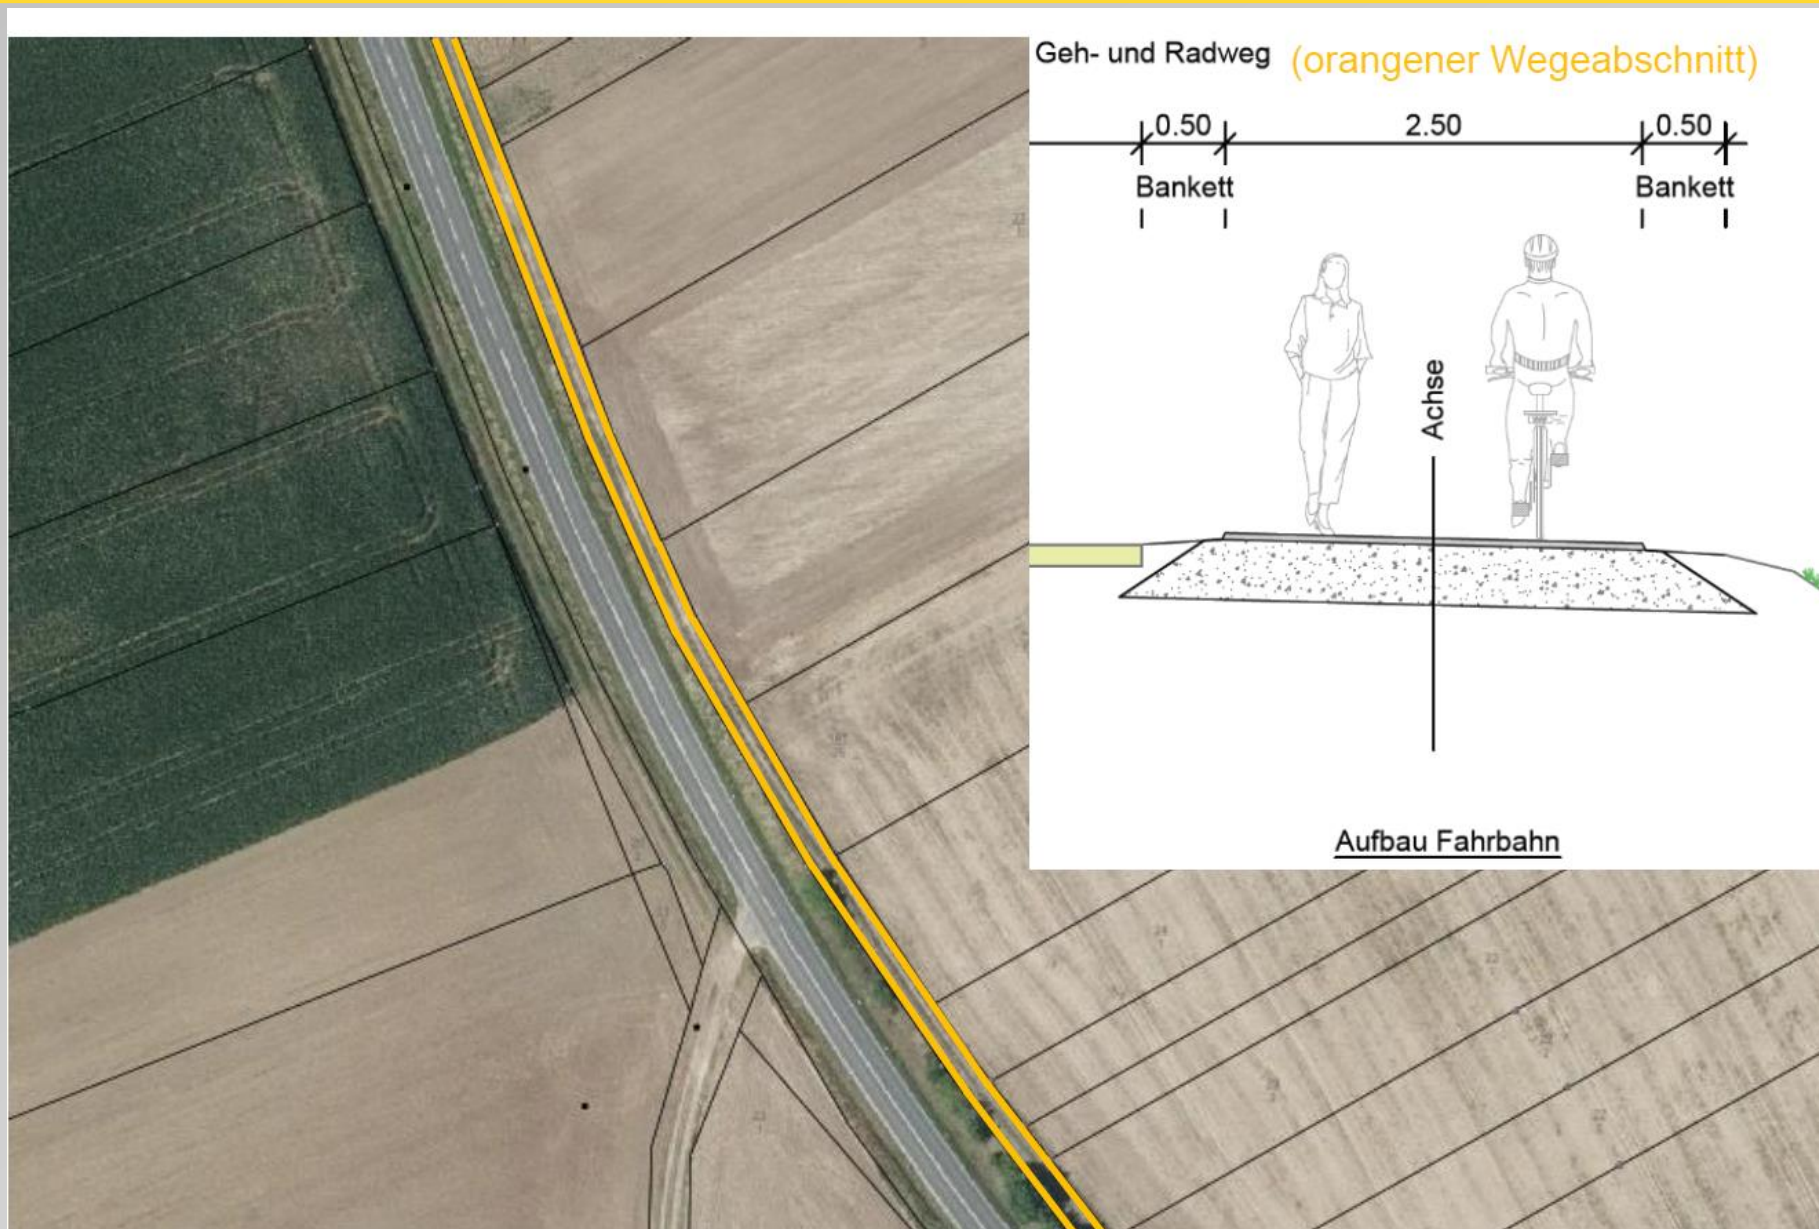 Geh- und Radweg (orangener Wegeabschnitt)
0.50 2.50 0.50
Bankett Bankett
Achse
Aufbau Fahrbahn